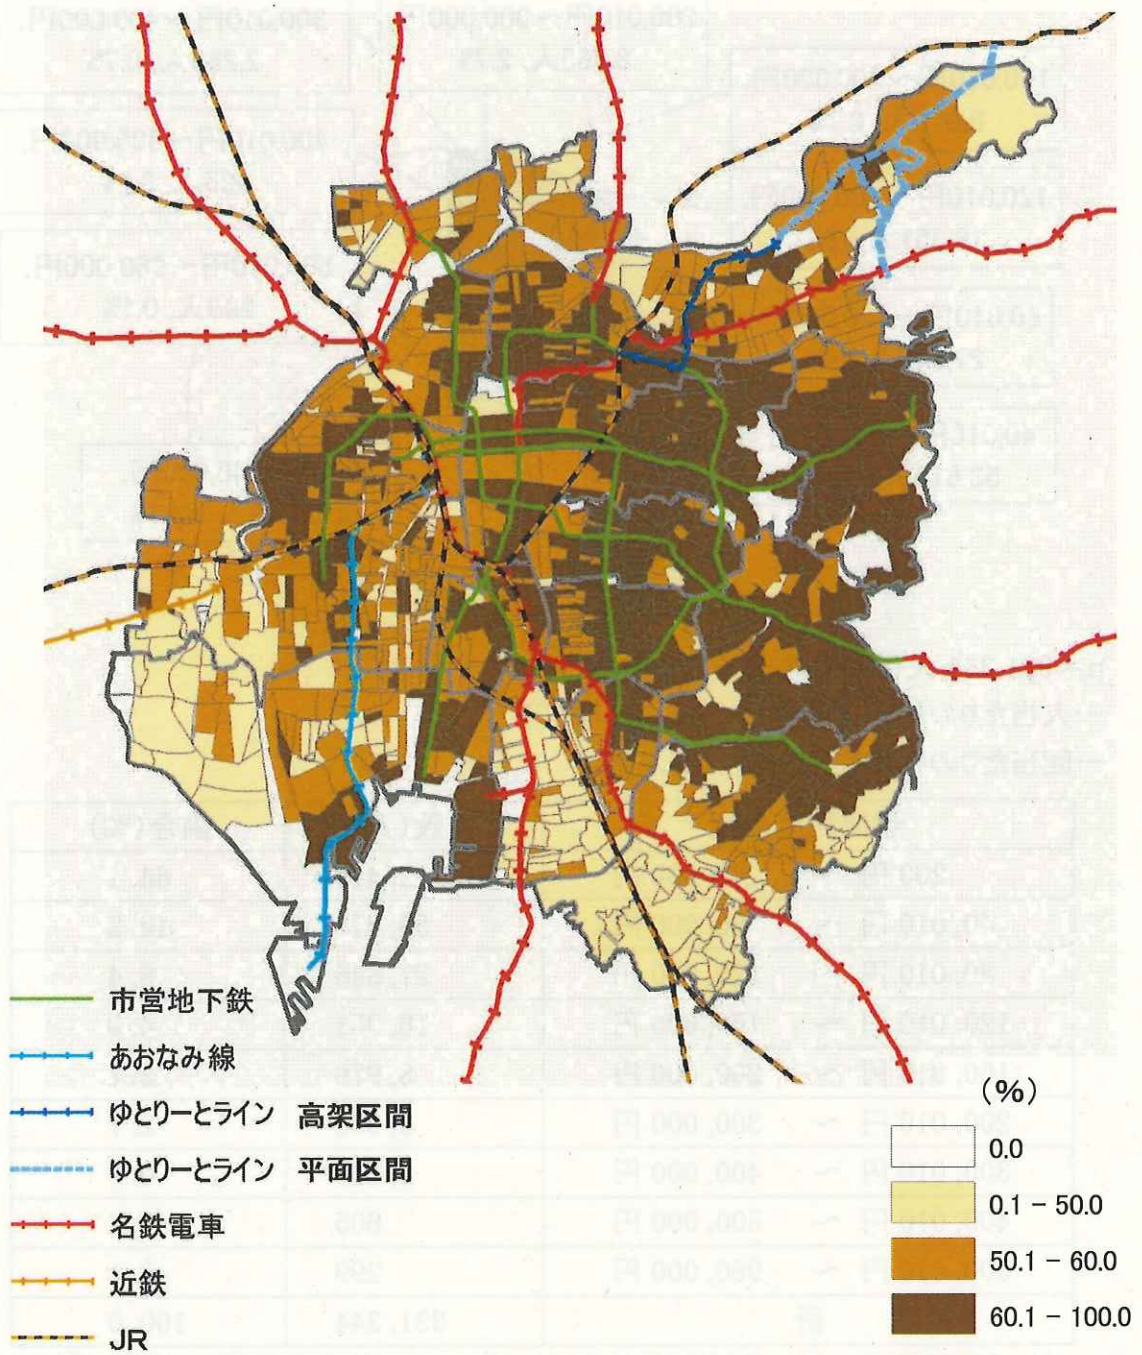 市営地下鉄
あおなみ線
ゆとりーとライン 高架区間
ゆとりーとライン 平面区間
名鉄電車
近鉄
JR
(%)
0.0
0.1 - 50.0
50.1 - 60.0
60.1 - 100.0